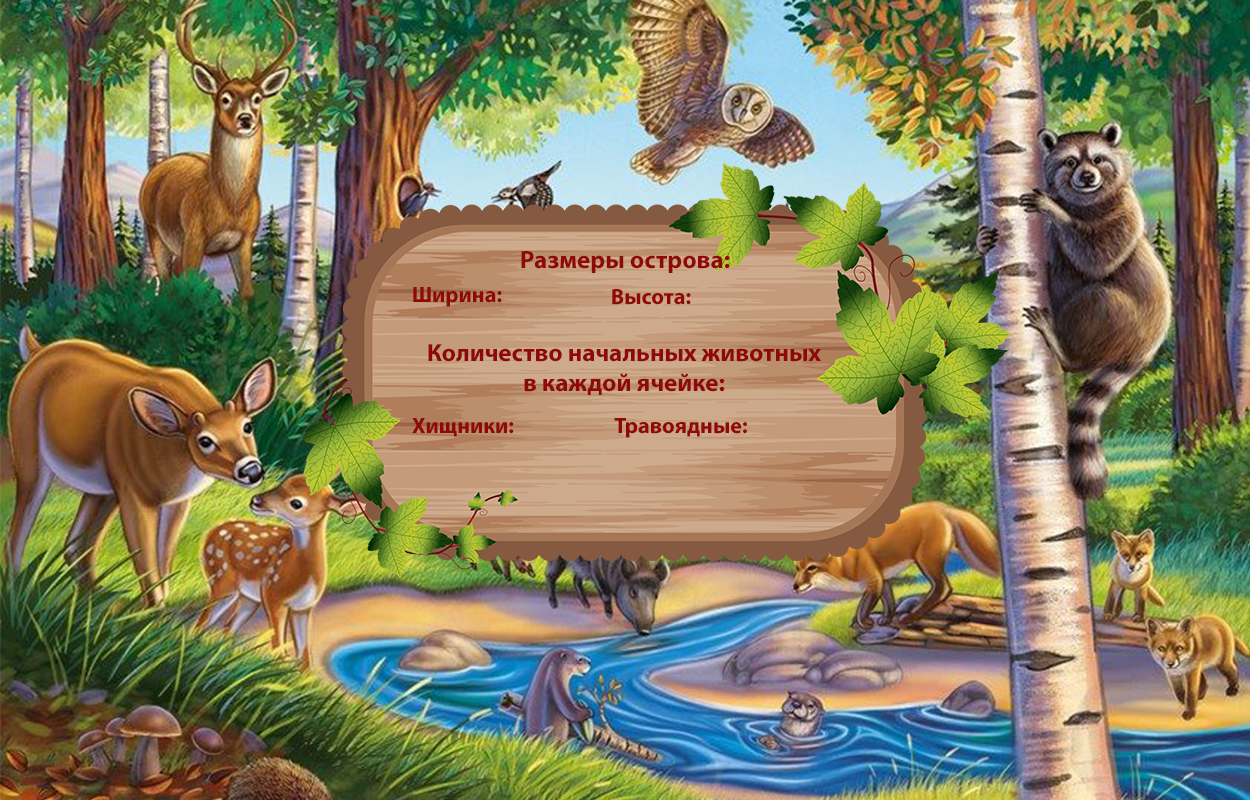 Размеры острова:
Ширина: Высота:
Количество начальных животных
в каждой ячейке:
Хищники: Травоядные: